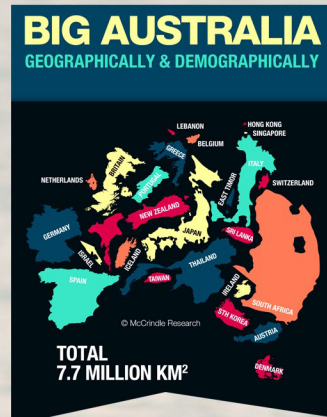 BIG AUSTRALIA
GEOGRAPHICALLY & DEMOGRAPHICALLY
LEBANON
HONG KONG
SINGAPORE
GREECE
BELGIUM
BRITAIN
ITALY
NETHERLANDS
PORTUGAL
EAST TIMOR
SWITZERLAND
NEW ZEALAND
GERMANY
JAPAN
SRI LANKA
ISRAEL
ICELAND
THAILAND
SPAIN
TAIWAN
IRELAND
SOUTH AFRICA
STH KOREA
© McCrindle Research
AUSTRIA
TOTAL
7.7 MILLION KM²
DENMARK